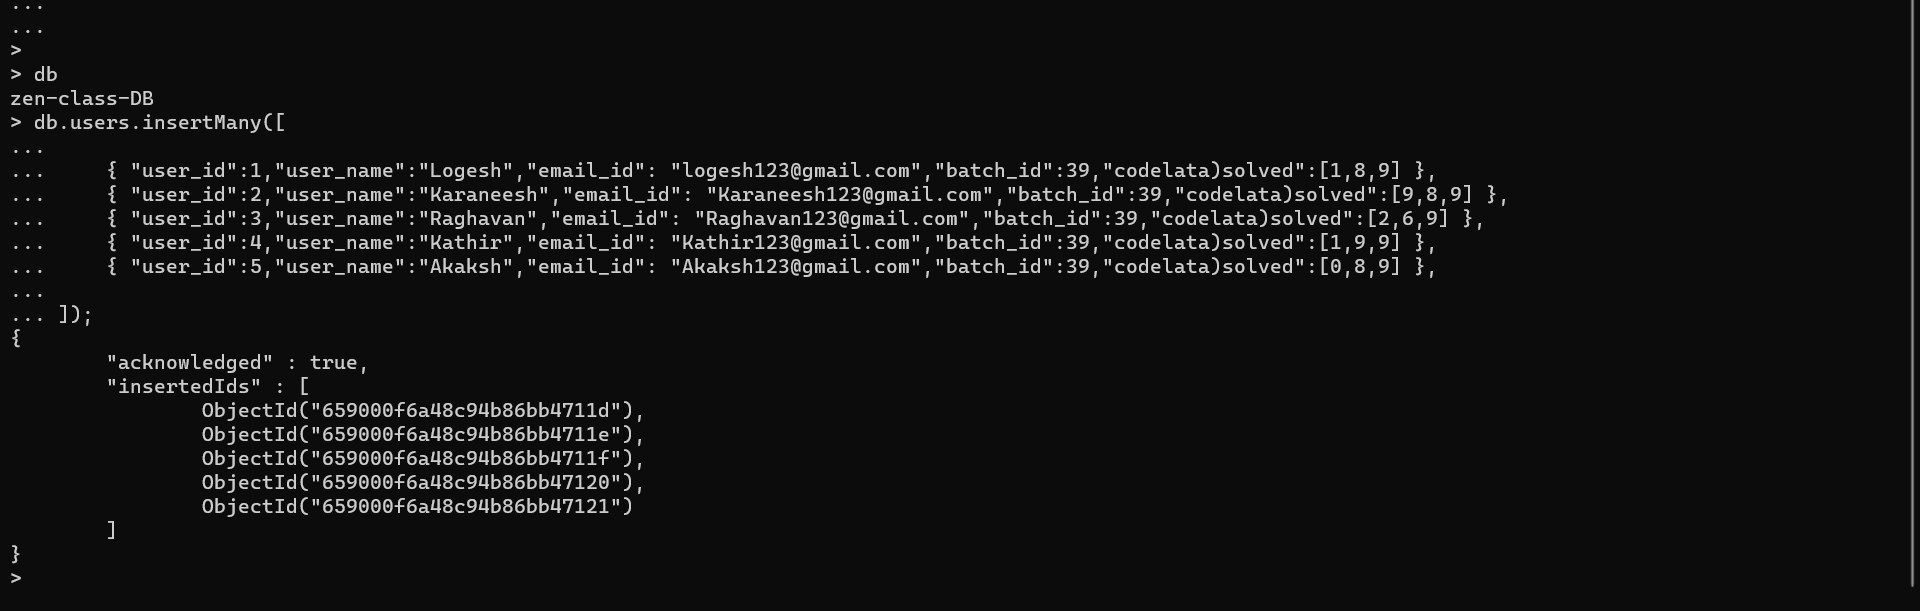 ...
...
>
> db
zen-class-DB
> db.users.insertMany([
...
...     { "user_id":1,"user_name":"Logesh","email_id": "logesh123@gmail.com","batch_id":39,"codelata)solved":[1,8,9] },
...     { "user_id":2,"user_name":"Karaneesh","email_id": "Karaneesh123@gmail.com","batch_id":39,"codelata)solved":[9,8,9] },
...     { "user_id":3,"user_name":"Raghavan","email_id": "Raghavan123@gmail.com","batch_id":39,"codelata)solved":[2,6,9] },
...     { "user_id":4,"user_name":"Kathir","email_id": "Kathir123@gmail.com","batch_id":39,"codelata)solved":[1,9,9] },
...     { "user_id":5,"user_name":"Akaksh","email_id": "Akaksh123@gmail.com","batch_id":39,"codelata)solved":[0,8,9] },
...
... ]);
{
        "acknowledged" : true,
        "insertedIds" : [
                ObjectId("659000f6a48c94b86bb4711d"),
                ObjectId("659000f6a48c94b86bb4711e"),
                ObjectId("659000f6a48c94b86bb4711f"),
                ObjectId("659000f6a48c94b86bb47120"),
                ObjectId("659000f6a48c94b86bb47121")
        ]
}
>